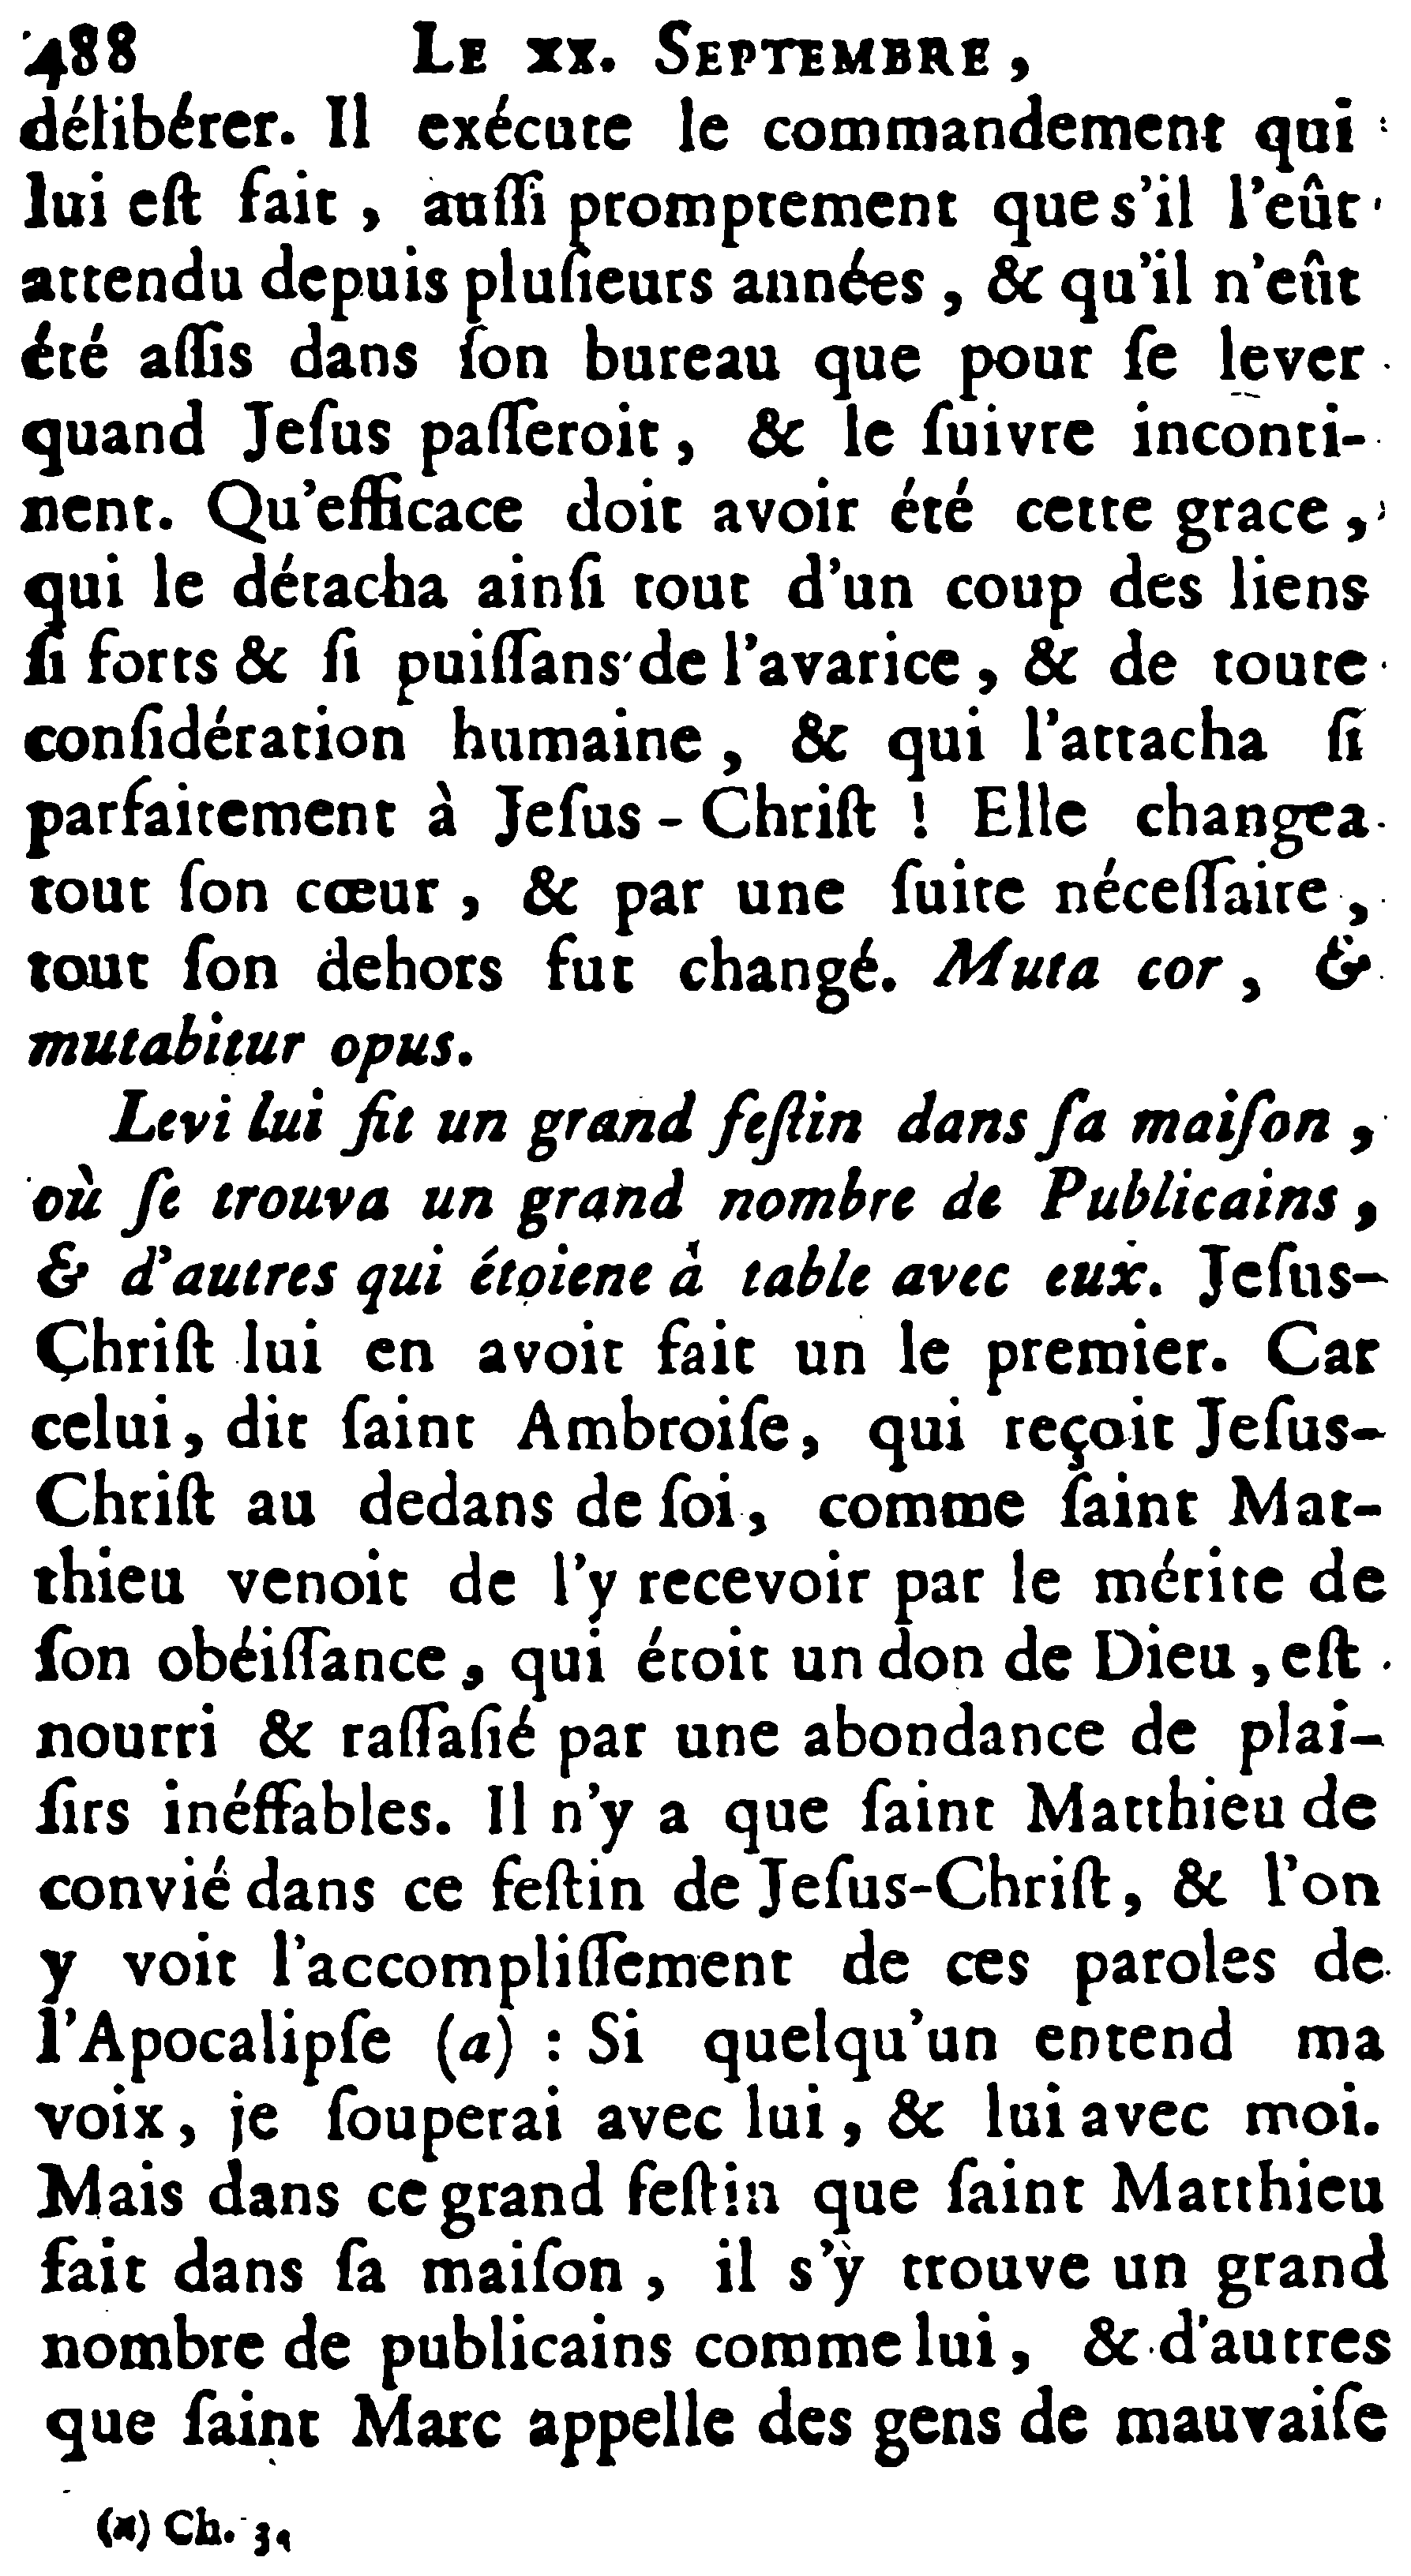 488 LE XX. SEPTEMBRE,
délibérer. Il exécute le commandement qui
lui eſt fait, auſſi promptement que s'il l'eût
attendu depuis pluſieurs années, & qu'il n'eût
été aſſis dans ſon bureau que pour ſe lever
quand Jeſus paſſeroit, & le ſuivre inconti-
nent. Qu'efficace doit avoir été cette grace,
qui le détacha ainſi tout d'un coup des liens
ſi forts & ſi puiſſans de l'avarice, & de toute
conſidération humaine, & qui l'attacha ſi
parfaitement à Jeſus-Chriſt ! Elle changea
tout ſon cœur, & par une ſuite néceſſaire,
tout ſon dehors fut changé. Muta cor, &
mutabitur opus.
Levi lui fit un grand feſtin dans ſa maiſon,
où ſe trouva un grand nombre de Publicains,
& d'autres qui étoiene à table avec eux. Jeſus-
Chriſt lui en avoit fait un le premier. Car
celui, dit ſaint Ambroiſe, qui reçoit Jeſus-
Chriſt au dedans de ſoi, comme ſaint Mat-
thieu venoit de l'y recevoir par le mérite de
ſon obéiſſance, qui étoit un don de Dieu, eſt
nourri & raſſaſié par une abondance de plai-
ſirs inéffables. Il n'y a que ſaint Matthieu de
convié dans ce feſtin de Jeſus-Chriſt, & l'on
y voit l'accompliſſement de ces paroles de
l'Apocalipſe (a) : Si quelqu'un entend ma
voix, je ſouperai avec lui, & lui avec moi.
Mais dans ce grand feſtin que ſaint Matthieu
fait dans ſa maiſon, il s'y trouve un grand
nombre de publicains comme lui, & d'autres
que ſaint Marc appelle des gens de mauvaiſe
(a) Ch. 3.